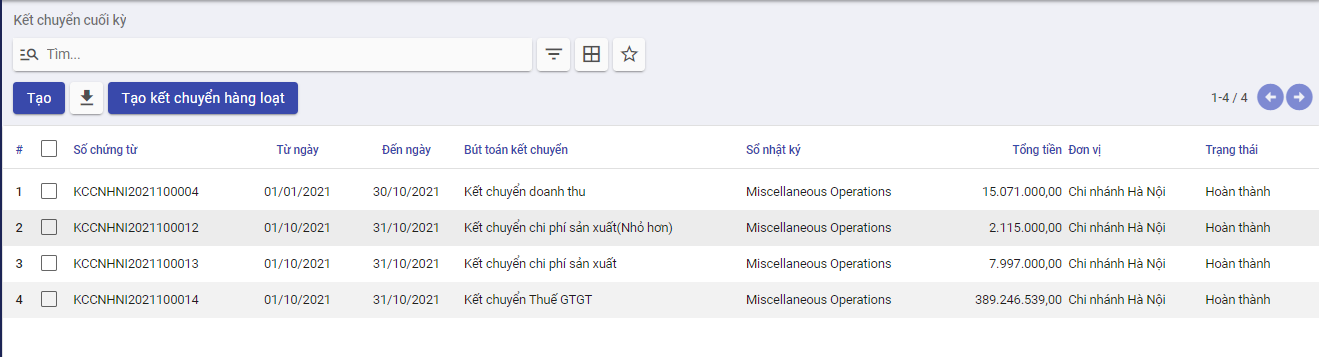 Kết chuyển cuối kỳ
Tìm...
Tạo Tạo kết chuyển hàng loạt 1-4 / 4
# Số chứng từ Từ ngày Đến ngày Bút toán kết chuyển Sổ nhật ký Tổng tiền Đơn vị Trạng thái
1 KCCNHNI2021100004 01/01/2021 30/10/2021 Kết chuyển doanh thu Miscellaneous Operations 15.071.000,00 Chi nhánh Hà Nội Hoàn thành
2 KCCNHNI2021100012 01/10/2021 31/10/2021 Kết chuyển chi phí sản xuất(Nhỏ hơn) Miscellaneous Operations 2.115.000,00 Chi nhánh Hà Nội Hoàn thành
3 KCCNHNI2021100013 01/10/2021 31/10/2021 Kết chuyển chi phí sản xuất Miscellaneous Operations 7.997.000,00 Chi nhánh Hà Nội Hoàn thành
4 KCCNHNI2021100014 01/10/2021 31/10/2021 Kết chuyển Thuế GTGT Miscellaneous Operations 389.246.539,00 Chi nhánh Hà Nội Hoàn thành